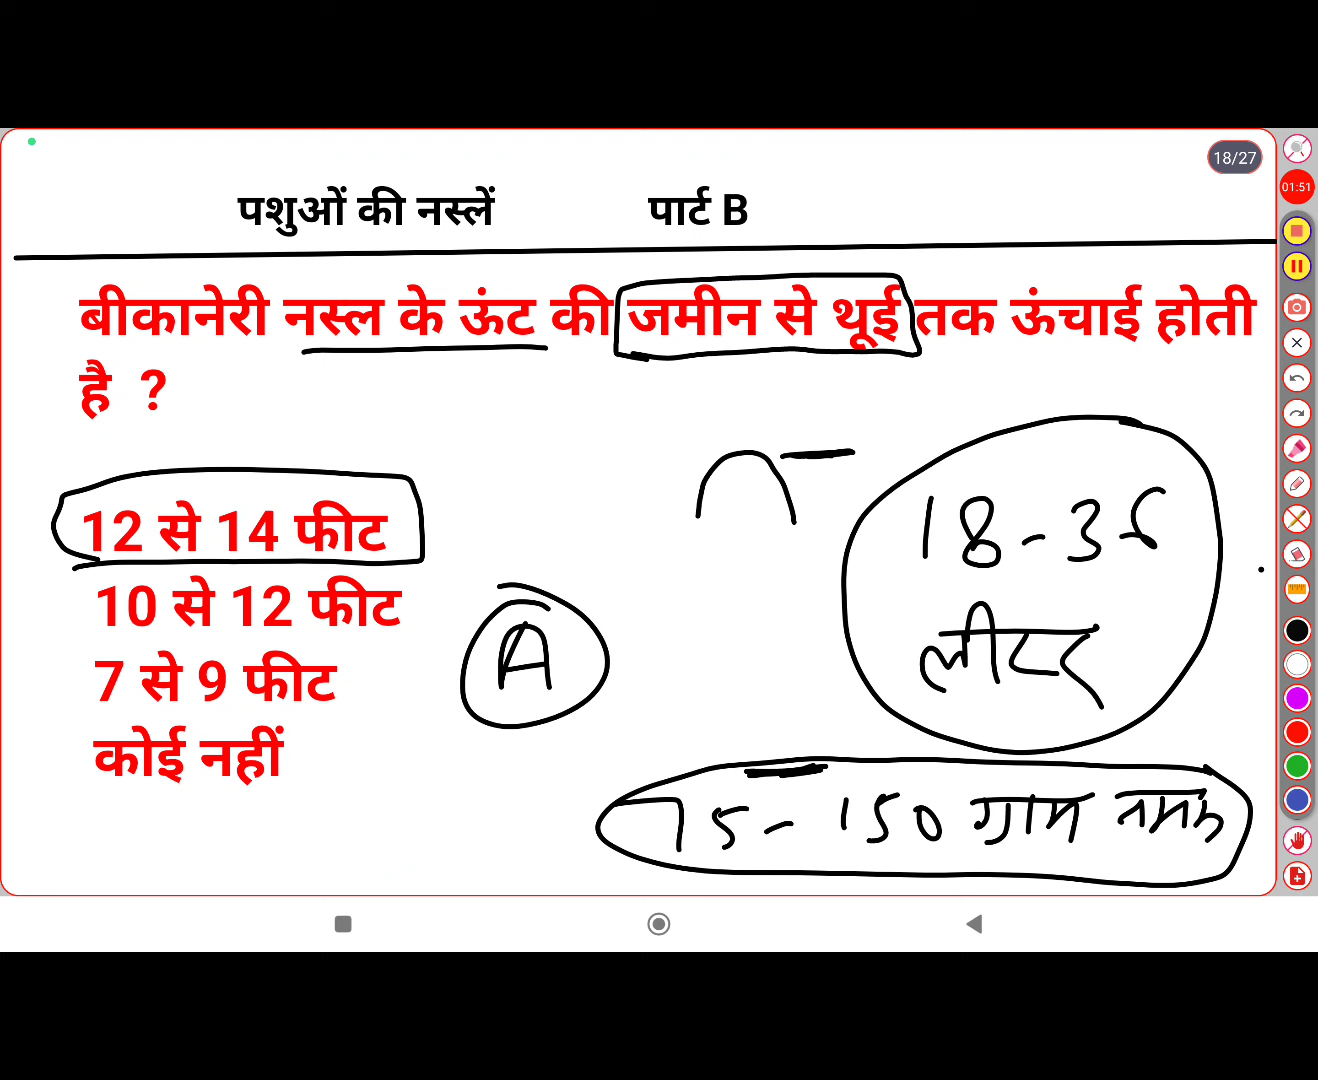 18/27
01:51
पशुओं की नस्लें पार्ट B
बीकानेरी नस्ल के ऊंट की जमीन से थूई तक ऊंचाई होती
है ?
12 से 14 फीट
10 से 12 फीट
7 से 9 फीट
कोई नहीं
A
18-36
लीटर
75-150 ग्राम नमक